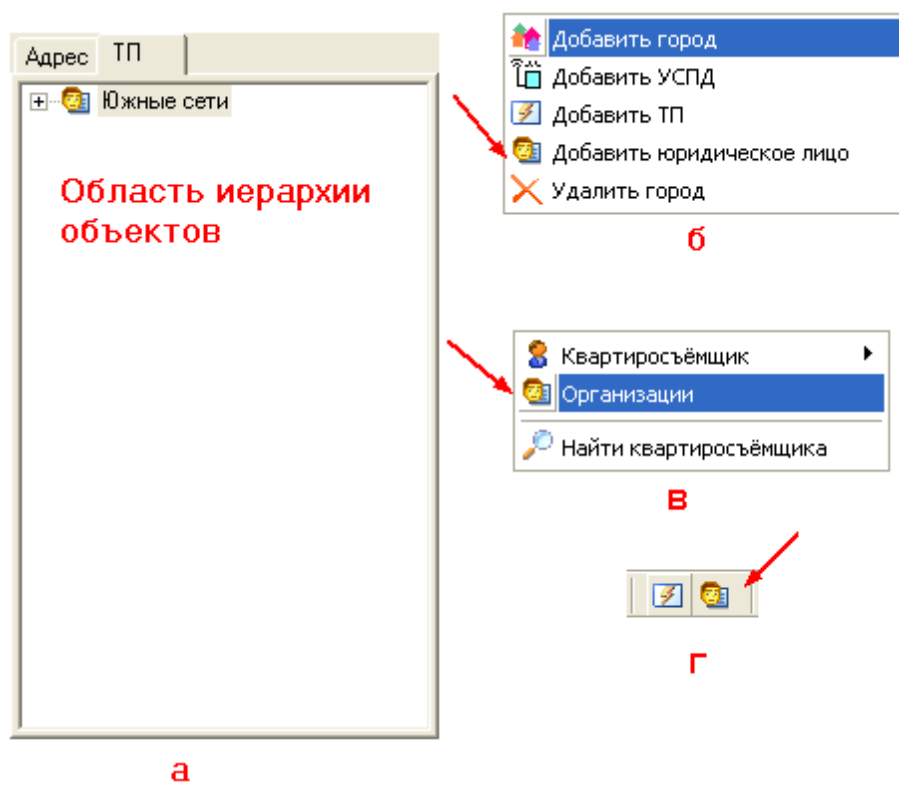 Адрес ТП
Южные сети
Область иерархии
объектов
а
Добавить город
Добавить УСПД
Добавить ТП
Добавить юридическое лицо
Удалить город
б
Квартиросъёмщик
Организации
Найти квартиросъёмщика
в
г